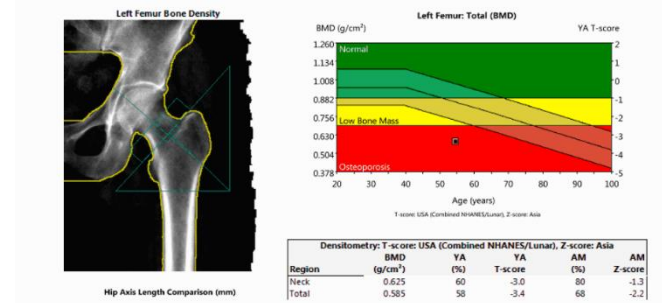 Left Femur Bone Density
Left Femur: Total (BMD)
BMD (g/cm²) YA T-score
1.260 Normal 2
1.134 1
1.008 0
0.882 -1
0.756 Low Bone Mass -2
0.630 -3
0.504 -4
0.378 Osteoporosis -5
20 30 40 50 60 70 80 90 100
Age (years)
T-score: USA (Combined NHANES/Lunar), Z-score: Asia
Densitometry: T-score: USA (Combined NHANES/Lunar), Z-score: Asia
BMD YA YA AM AM
Region (g/cm²) (%) T-score (%) Z-score
Neck 0.625 60 -3.0 80 -1.3
Total 0.585 58 -3.4 68 -2.2
Hip Axis Length Comparison (mm)